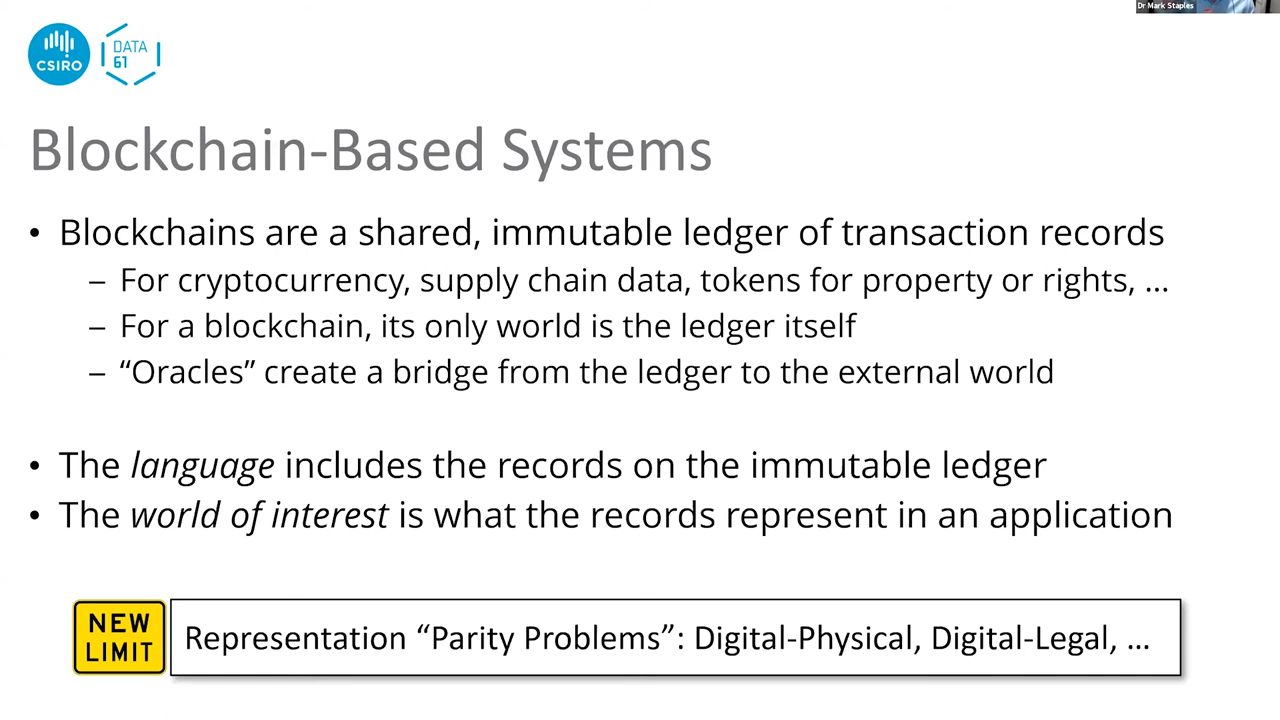 Dr Mark Staples
CSIRO
DATA
61
Blockchain-Based Systems
• Blockchains are a shared, immutable ledger of transaction records
– For cryptocurrency, supply chain data, tokens for property or rights, ...
– For a blockchain, its only world is the ledger itself
– “Oracles” create a bridge from the ledger to the external world
• The language includes the records on the immutable ledger
• The world of interest is what the records represent in an application
NEW
LIMIT
Representation “Parity Problems”: Digital-Physical, Digital-Legal, ...